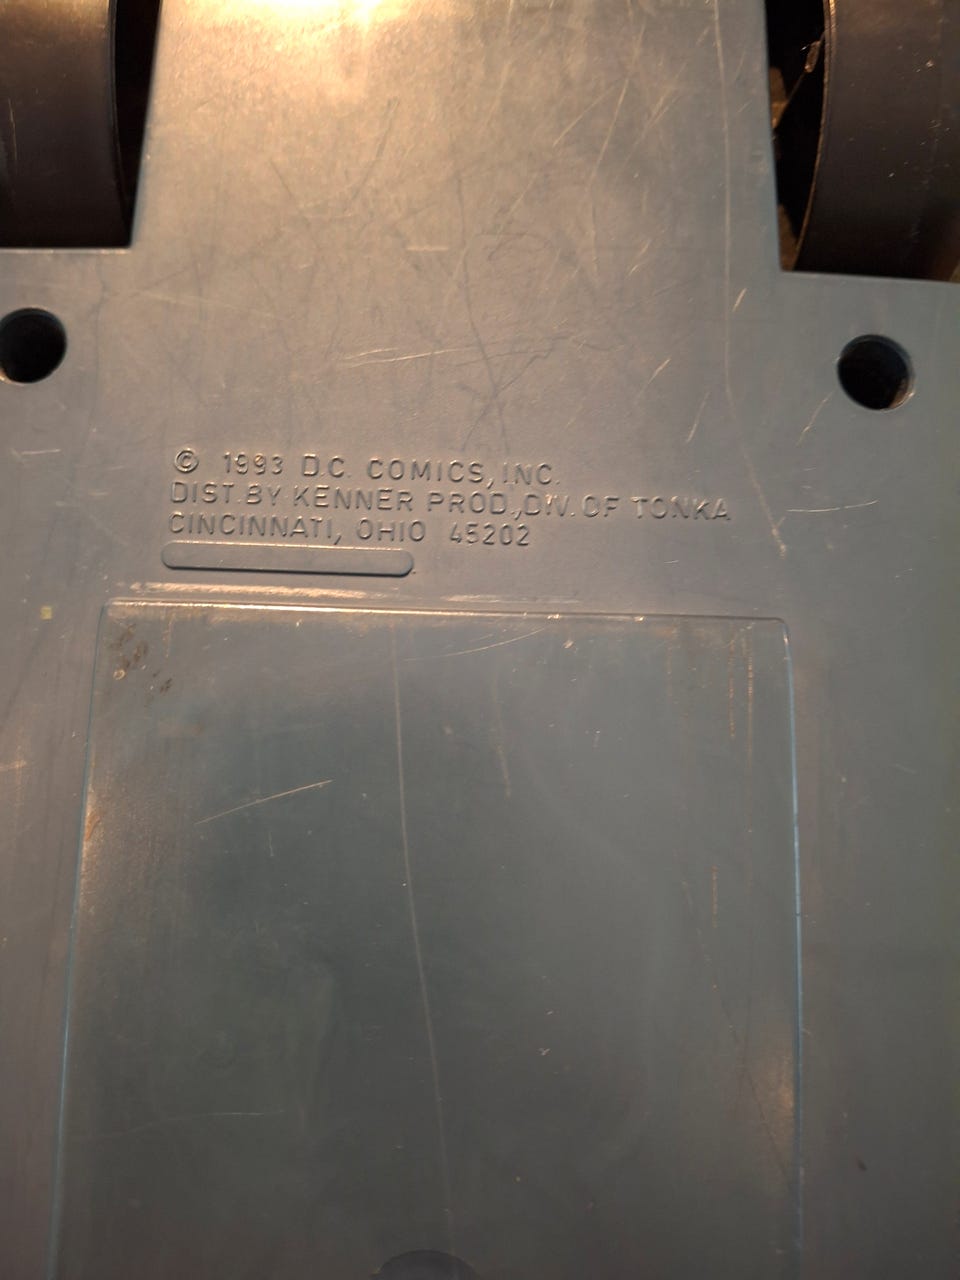 © 1993 D.C. COMICS, INC.
DIST. BY KENNER PROD., DIV. OF TONKA
CINCINNATI, OHIO 45202